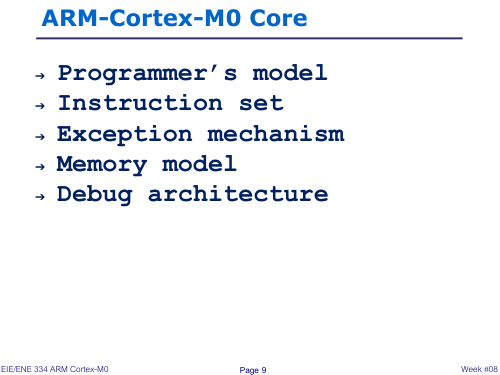 ARM-Cortex-M0 Core
➔ Programmer’s model
➔ Instruction set
➔ Exception mechanism
➔ Memory model
➔ Debug architecture
EIE/ENE 334 ARM Cortex-M0 Page 9 Week #08